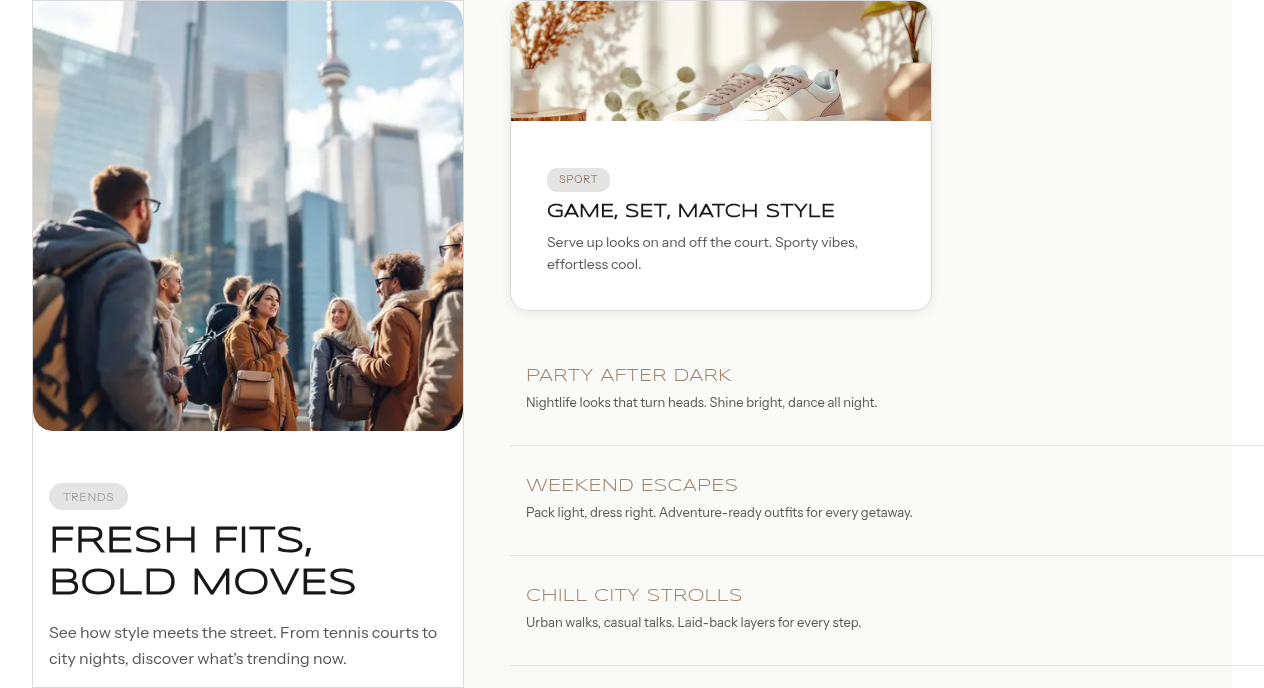 TRENDS
FRESH FITS,
BOLD MOVES
See how style meets the street. From tennis courts to
city nights, discover what's trending now.
SPORT
GAME, SET, MATCH STYLE
Serve up looks on and off the court. Sporty vibes,
effortless cool.
PARTY AFTER DARK
Nightlife looks that turn heads. Shine bright, dance all night.
WEEKEND ESCAPES
Pack light, dress right. Adventure-ready outfits for every getaway.
CHILL CITY STROLLS
Urban walks, casual talks. Laid-back layers for every step.